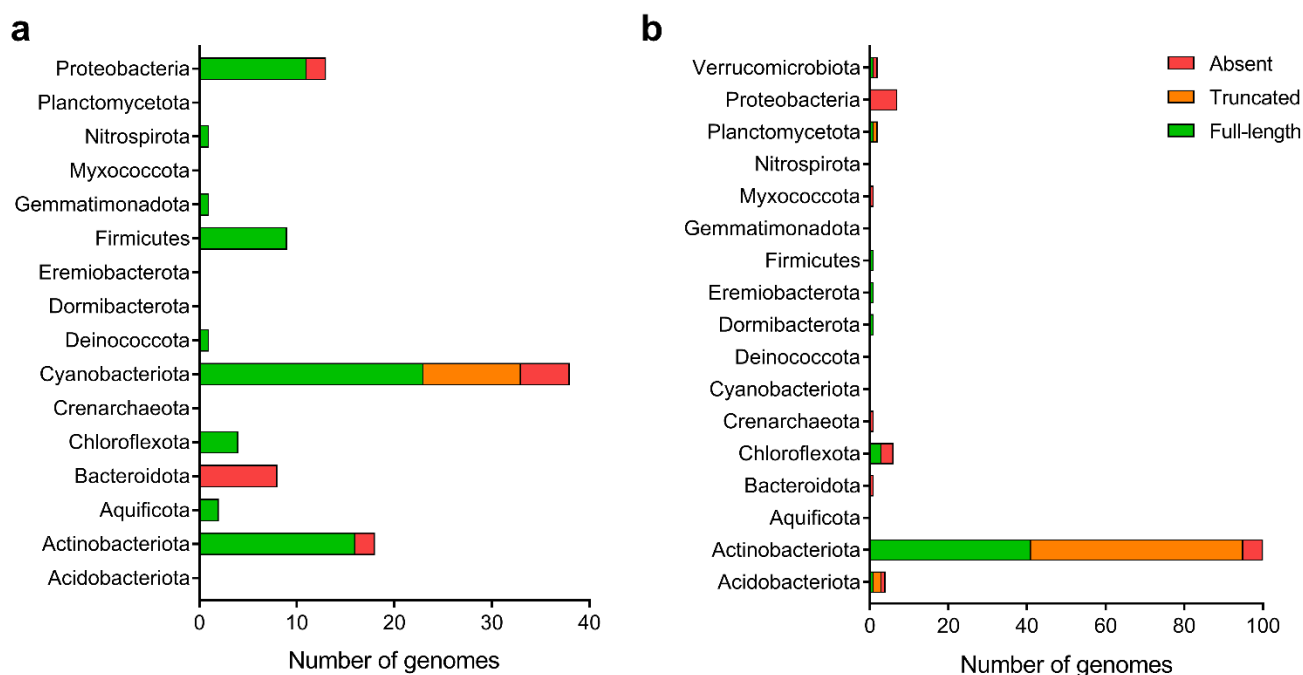 a
Proteobacteria
Planctomycetota
Nitrospirota
Myxococcota
Gemmatimonadota
Firmicutes
Eremiobacterota
Dormibacterota
Deinococcota
Cyanobacteriota
Crenarchaeota
Chloroflexota
Bacteroidota
Aquificota
Actinobacteriota
Acidobacteriota
0 10 20 30 40
Number of genomes
b
Verrucomicrobiota
Proteobacteria
Planctomycetota
Nitrospirota
Myxococcota
Gemmatimonadota
Firmicutes
Eremiobacterota
Dormibacterota
Deinococcota
Cyanobacteriota
Crenarchaeota
Chloroflexota
Bacteroidota
Aquificota
Actinobacteriota
Acidobacteriota
0 20 40 60 80 100
Number of genomes
Absent
Truncated
Full-length